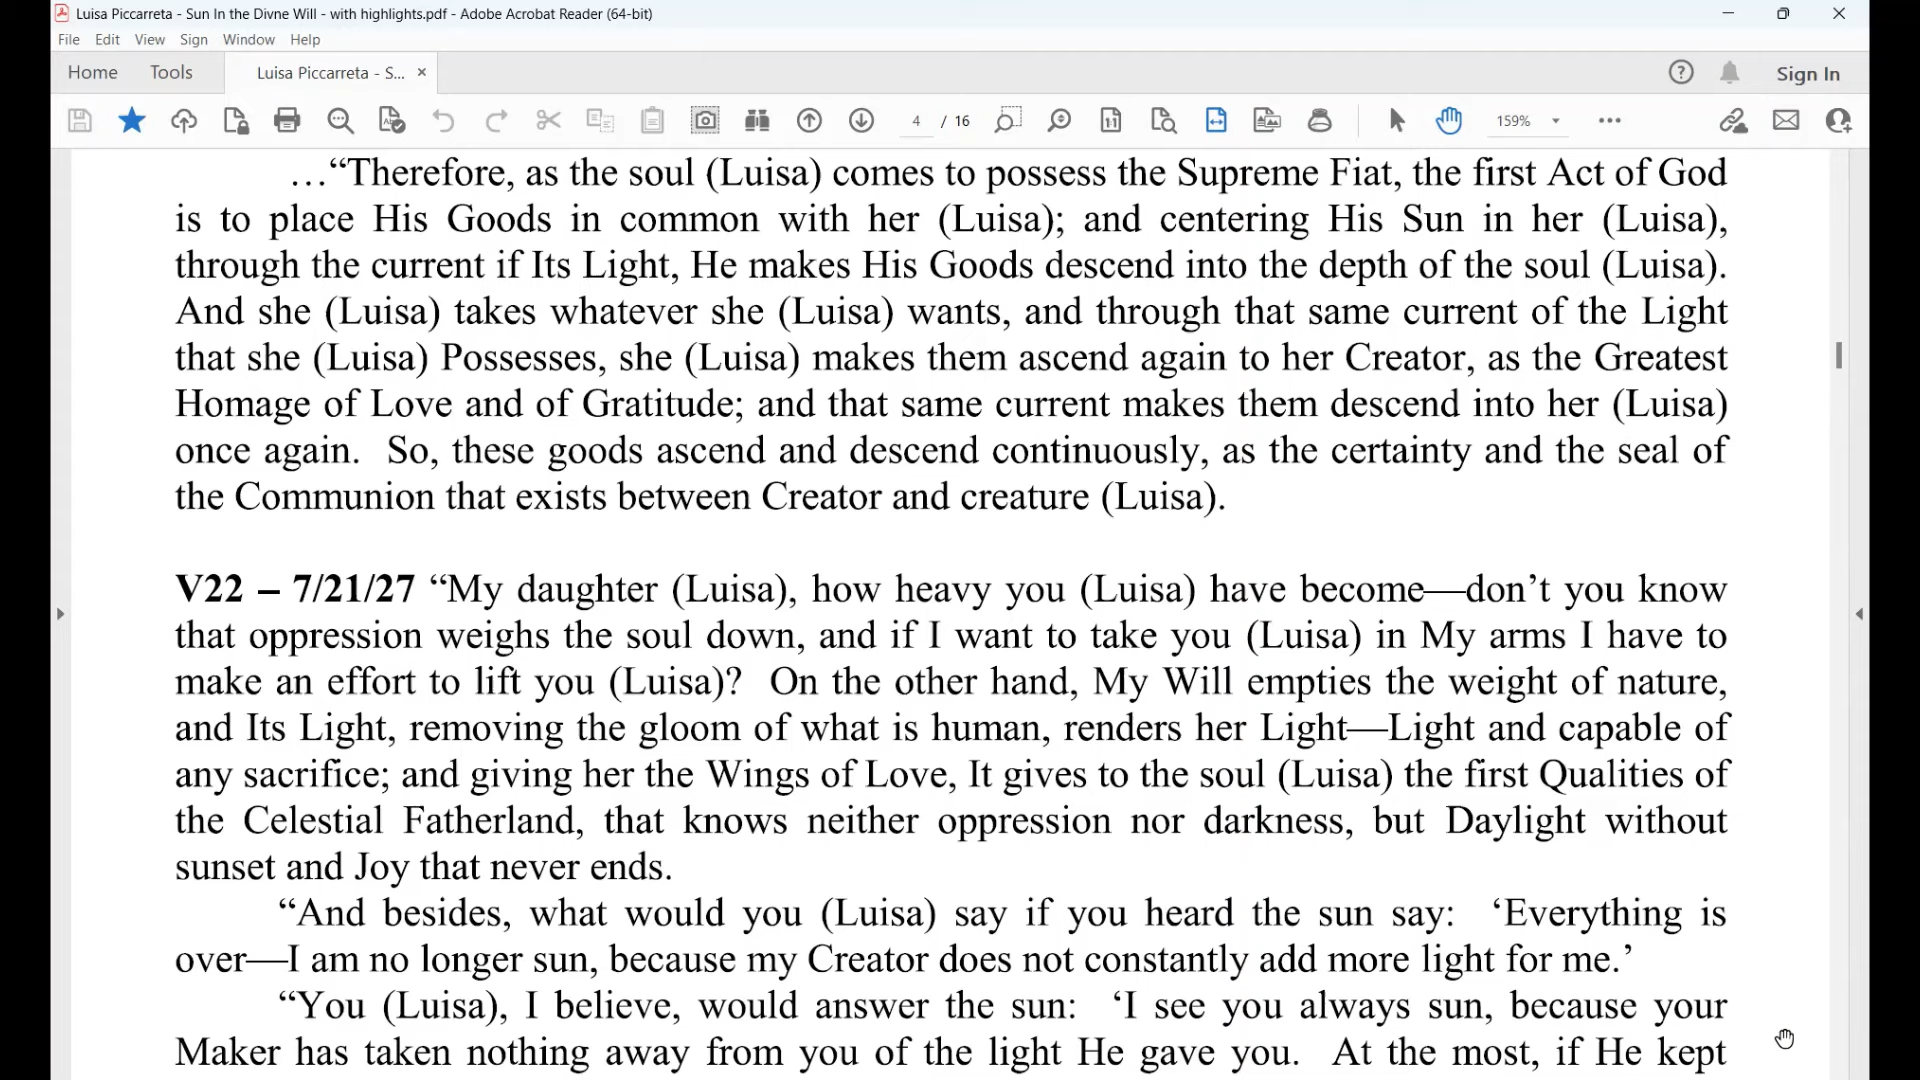 Luisa Piccarreta - Sun In the Divne Will - with highlights.pdf - Adobe Acrobat Reader (64-bit)
File Edit View Sign Window Help
Home Tools Luisa Piccarreta - S... × Sign In
4 / 16 159%
…“Therefore, as the soul (Luisa) comes to possess the Supreme Fiat, the first Act of God
is to place His Goods in common with her (Luisa); and centering His Sun in her (Luisa),
through the current if Its Light, He makes His Goods descend into the depth of the soul (Luisa).
And she (Luisa) takes whatever she (Luisa) wants, and through that same current of the Light
that she (Luisa) Possesses, she (Luisa) makes them ascend again to her Creator, as the Greatest
Homage of Love and of Gratitude; and that same current makes them descend into her (Luisa)
once again. So, these goods ascend and descend continuously, as the certainty and the seal of
the Communion that exists between Creator and creature (Luisa).
V22 – 7/21/27 “My daughter (Luisa), how heavy you (Luisa) have become—don’t you know
that oppression weighs the soul down, and if I want to take you (Luisa) in My arms I have to
make an effort to lift you (Luisa)? On the other hand, My Will empties the weight of nature,
and Its Light, removing the gloom of what is human, renders her Light—Light and capable of
any sacrifice; and giving her the Wings of Love, It gives to the soul (Luisa) the first Qualities of
the Celestial Fatherland, that knows neither oppression nor darkness, but Daylight without
sunset and Joy that never ends.
“And besides, what would you (Luisa) say if you heard the sun say: ‘Everything is
over—I am no longer sun, because my Creator does not constantly add more light for me.’
“You (Luisa), I believe, would answer the sun: ‘I see you always sun, because your
Maker has taken nothing away from you of the light He gave you. At the most, if He kept